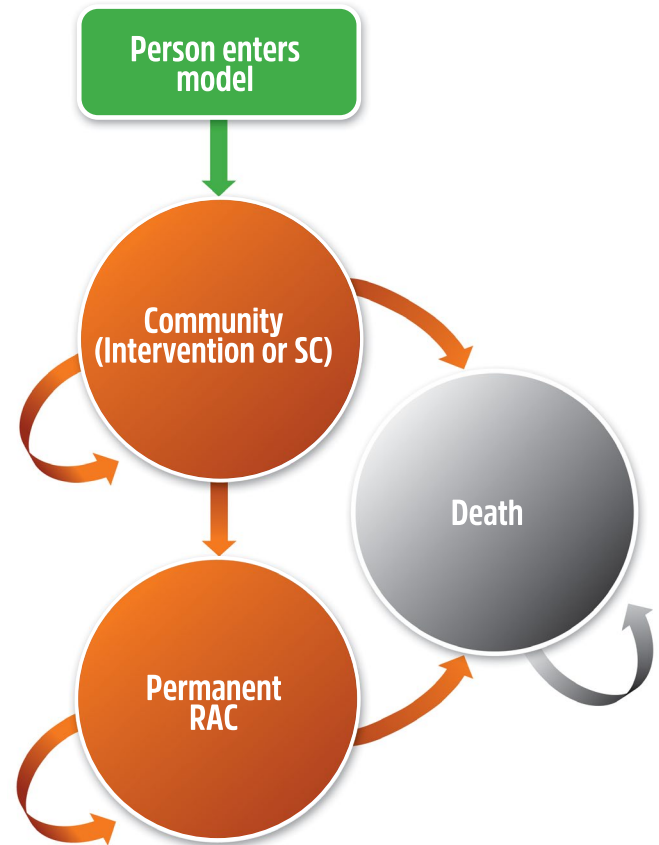 Person enters
model
Community
(Intervention or SC)
Death
Permanent
RAC